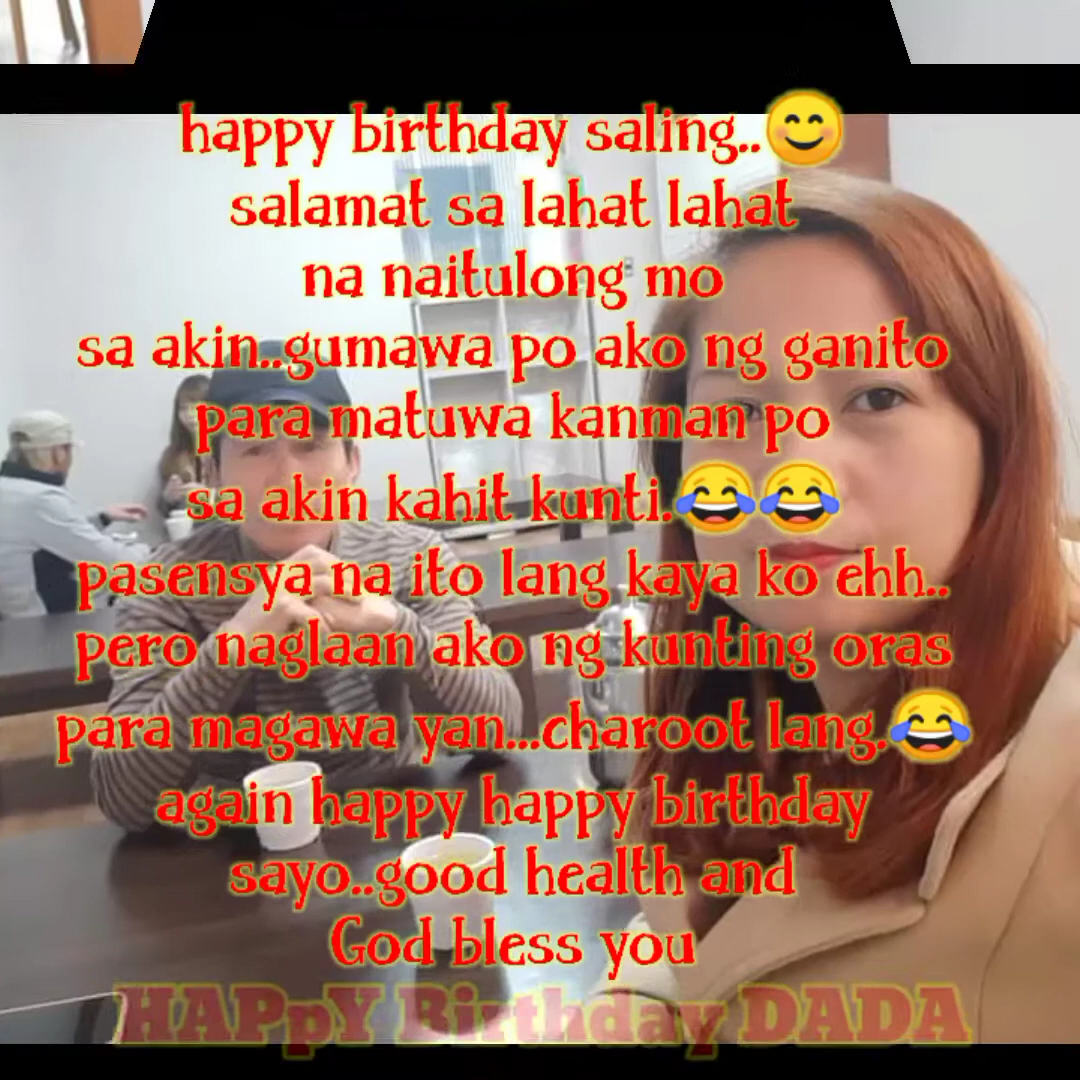 happy birthday saling..😊
salamat sa lahat lahat
na naitulong mo
sa akin..gumawa po ako ng ganito
para matuwa kanman po
sa akin kahit kunti.😂😂
pasensya na ito lang kaya ko ehh..
pero naglaan ako ng kunting oras
para magawa yan...charoot lang.😂
again happy happy birthday
sayo..good health and
God bless you
HAPpY Birthday DADA